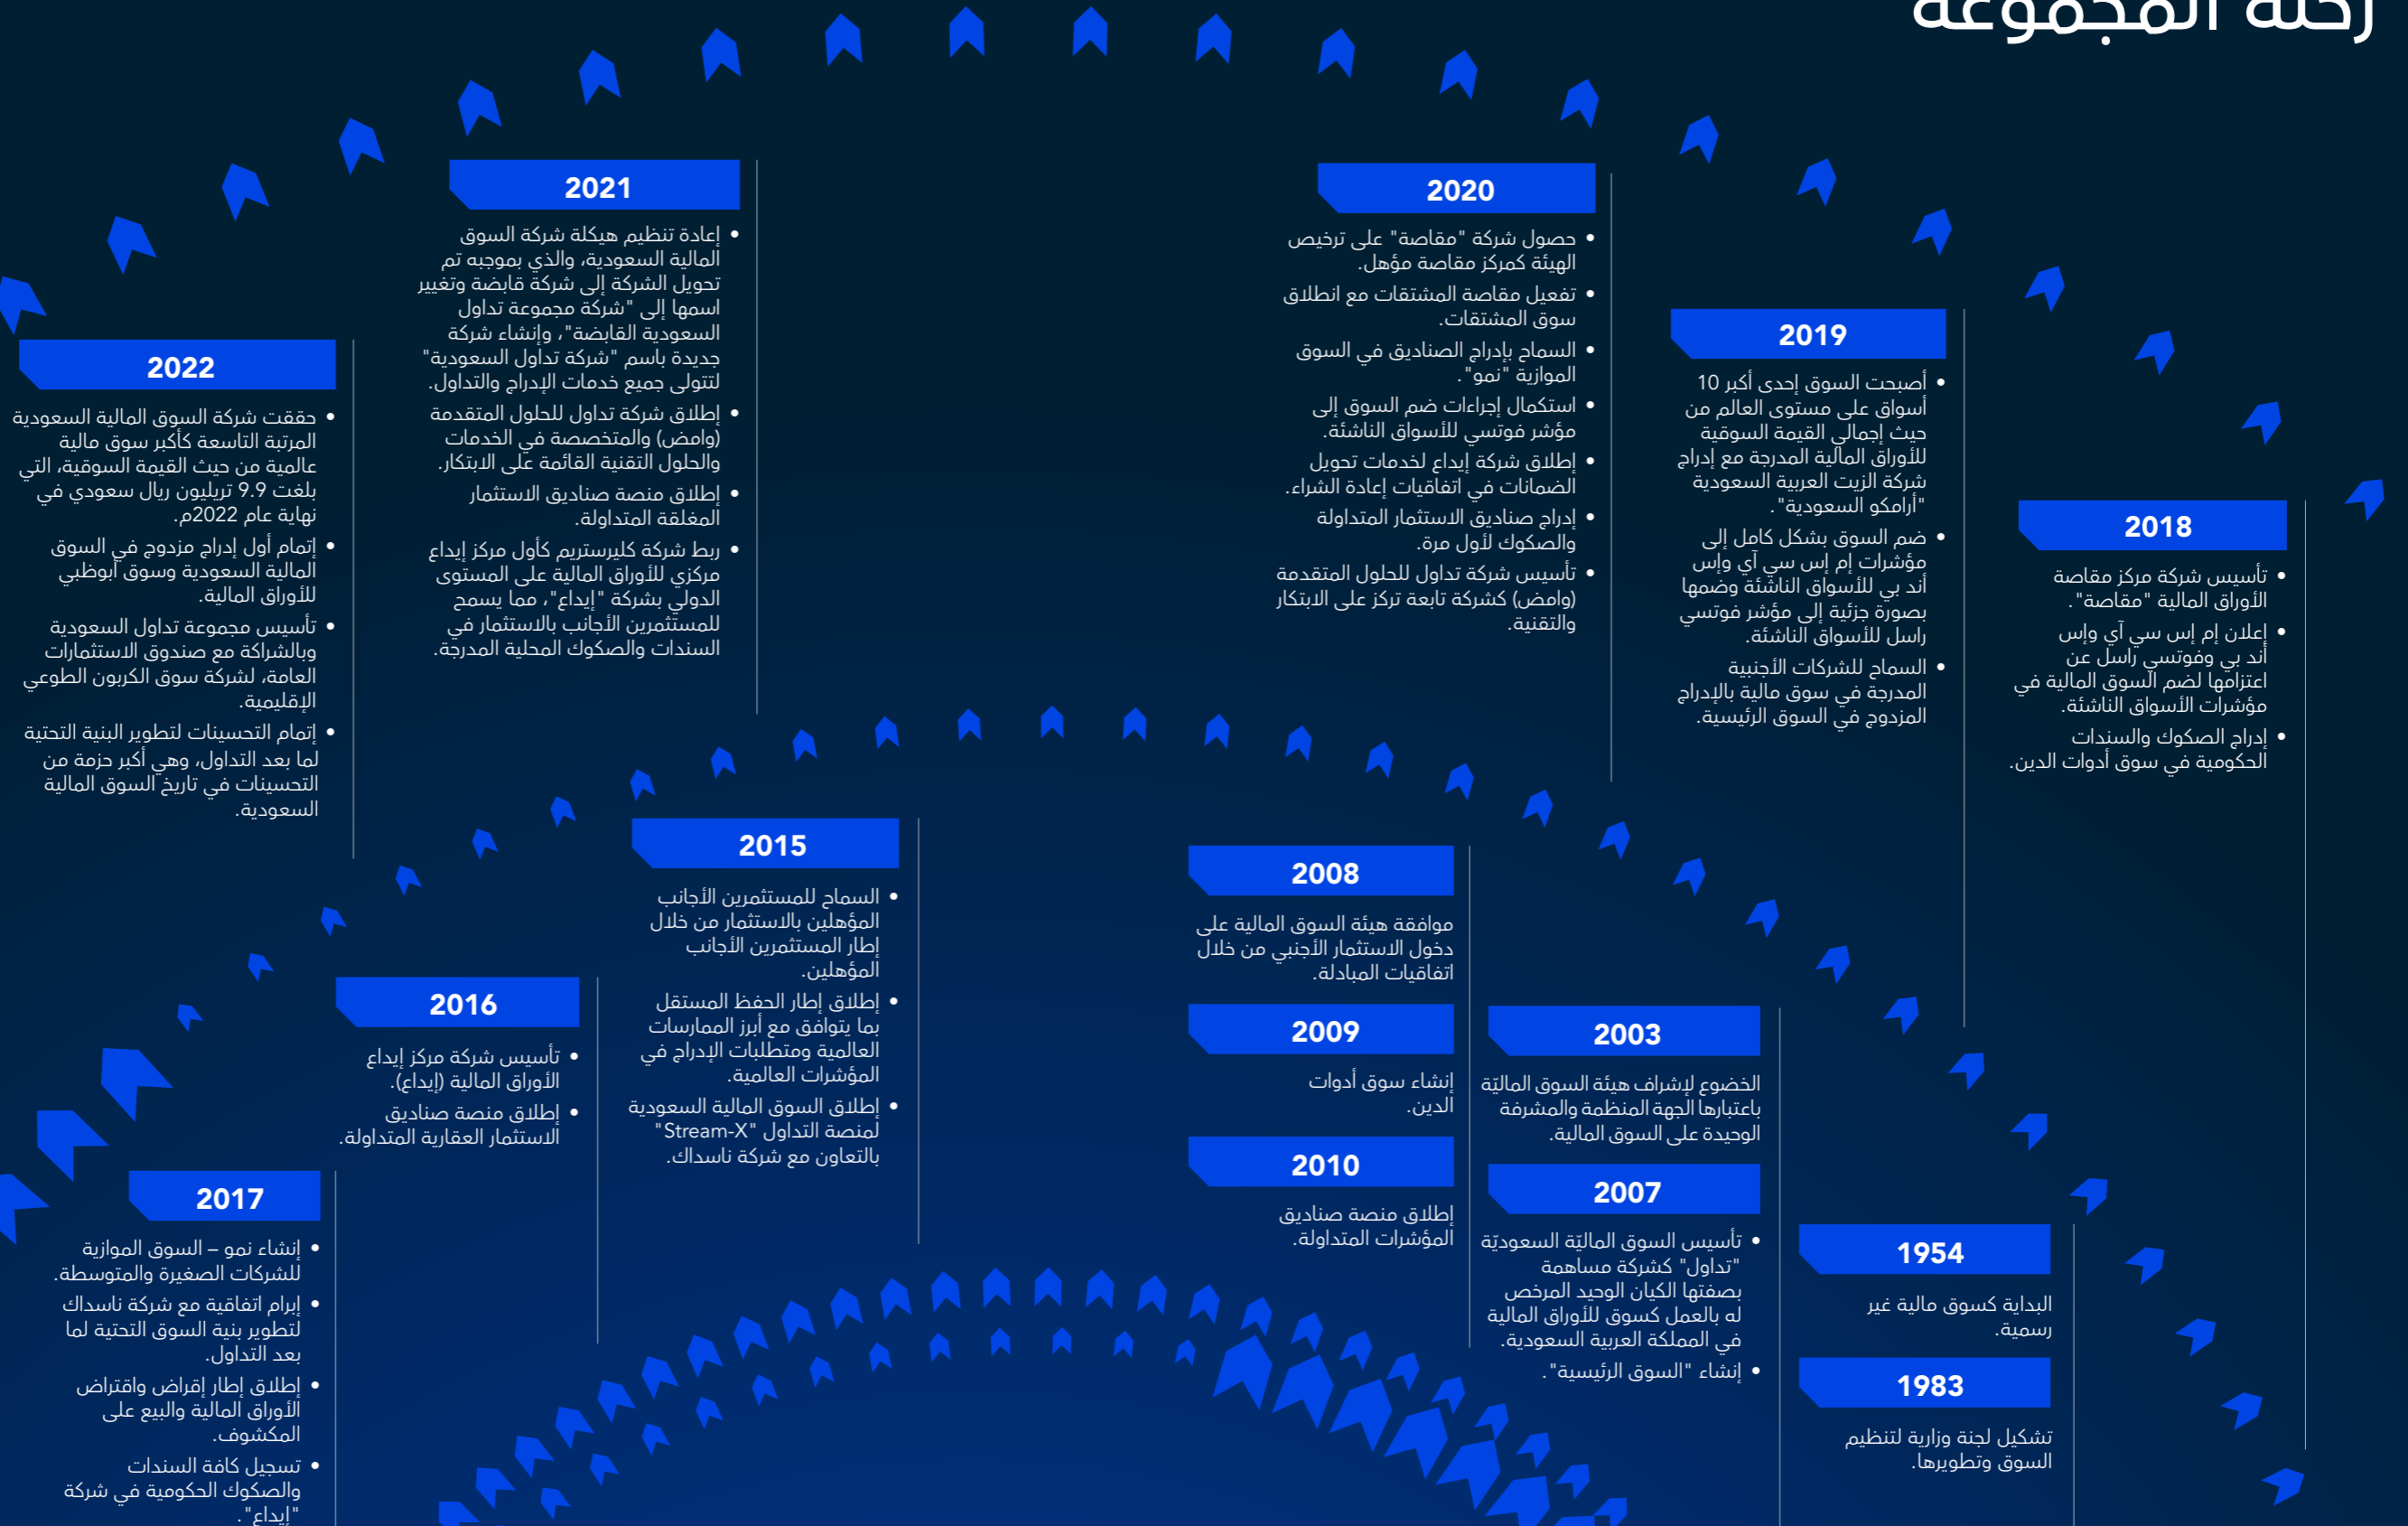 رحلة المجموعة
1954
البداية كسوق مالية غير
رسمية.
1983
تشكيل لجنة وزارية لتنظيم
السوق وتطويرها.
2003
الخضوع لإشراف هيئة السوق الماليّة
باعتبارها الجهة المنظمة والمشرفة
الوحيدة على السوق المالية.
2007
• تأسيس السوق الماليّة السعوديّة
"تداول" كشركة مساهمة
بصفتها الكيان الوحيد المرخص
له بالعمل كسوق للأوراق المالية
في المملكة العربية السعودية.
• إنشاء "السوق الرئيسية".
2008
موافقة هيئة السوق المالية على
دخول الاستثمار الأجنبي من خلال
اتفاقيات المبادلة.
2009
إنشاء سوق أدوات
الدين.
2010
إطلاق منصة صناديق
المؤشرات المتداولة.
2015
• السماح للمستثمرين الأجانب
المؤهلين بالاستثمار من خلال
إطار المستثمرين الأجانب
المؤهلين.
• إطلاق إطار الحفظ المستقل
بما يتوافق مع أبرز الممارسات
العالمية ومتطلبات الإدراج في
المؤشرات العالمية.
• إطلاق السوق المالية السعودية
لمنصة التداول "Stream-X"
بالتعاون مع شركة ناسداك.
2016
• تأسيس شركة مركز إيداع
الأوراق المالية (إيداع).
• إطلاق منصة صناديق
الاستثمار العقارية المتداولة.
2017
• إنشاء نمو – السوق الموازية
للشركات الصغيرة والمتوسطة.
• إبرام اتفاقية مع شركة ناسداك
لتطوير بنية السوق التحتية لما
بعد التداول.
• إطلاق إطار إقراض واقتراض
الأوراق المالية والبيع على
المكشوف.
• تسجيل كافة السندات
والصكوك الحكومية في شركة
"إيداع".
2018
• تأسيس شركة مركز مقاصة
الأوراق المالية "مقاصة".
• إعلان إم إس سي آي وإس
أند بي وفوتسي راسل عن
اعتزامها لضم السوق المالية في
مؤشرات الأسواق الناشئة.
• إدراج الصكوك والسندات
الحكومية في سوق أدوات الدين.
2019
• أصبحت السوق إحدى أكبر 10
أسواق على مستوى العالم من
حيث إجمالي القيمة السوقية
للأوراق المالية المدرجة مع إدراج
شركة الزيت العربية السعودية
"أرامكو السعودية".
• ضم السوق بشكل كامل إلى
مؤشرات إم إس سي آي وإس
أند بي للأسواق الناشئة وضمها
بصورة جزئية إلى مؤشر فوتسي
راسل للأسواق الناشئة.
• السماح للشركات الأجنبية
المدرجة في سوق مالية بالإدراج
المزدوج في السوق الرئيسية.
2020
• حصول شركة "مقاصة" على ترخيص
الهيئة كمركز مقاصة مؤهل.
• تفعيل مقاصة المشتقات مع انطلاق
سوق المشتقات.
• السماح بإدراج الصناديق في السوق
الموازية "نمو".
• استكمال إجراءات ضم السوق إلى
مؤشر فوتسي للأسواق الناشئة.
• إطلاق شركة إيداع لخدمات تحويل
الضمانات في اتفاقيات إعادة الشراء.
• إدراج صناديق الاستثمار المتداولة
والصكوك لأول مرة.
• تأسيس شركة تداول للحلول المتقدمة
(وامض) كشركة تابعة تركز على الابتكار
والتقنية.
2021
• إعادة تنظيم هيكلة شركة السوق
المالية السعودية، والذي بموجبه تم
تحويل الشركة إلى شركة قابضة وتغيير
اسمها إلى "شركة مجموعة تداول
السعودية القابضة"، وإنشاء شركة
جديدة باسم "شركة تداول السعودية"
لتتولى جميع خدمات الإدراج والتداول.
• إطلاق شركة تداول للحلول المتقدمة
(وامض) والمتخصصة في الخدمات
والحلول التقنية القائمة على الابتكار.
• إطلاق منصة صناديق الاستثمار
المغلقة المتداولة.
• ربط شركة كليرستريم كأول مركز إيداع
مركزي للأوراق المالية على المستوى
الدولي بشركة "إيداع"، مما يسمح
للمستثمرين الأجانب بالاستثمار في
السندات والصكوك المحلية المدرجة.
2022
• حققت شركة السوق المالية السعودية
المرتبة التاسعة كأكبر سوق مالية
عالمية من حيث القيمة السوقية، التي
بلغت 9.9 تريليون ريال سعودي في
نهاية عام 2022م.
• إتمام أول إدراج مزدوج في السوق
المالية السعودية وسوق أبوظبي
للأوراق المالية.
• تأسيس مجموعة تداول السعودية
وبالشراكة مع صندوق الاستثمارات
العامة، لشركة سوق الكربون الطوعي
الإقليمية.
• إتمام التحسينات لتطوير البنية التحتية
لما بعد التداول، وهي أكبر حزمة من
التحسينات في تاريخ السوق المالية
السعودية.